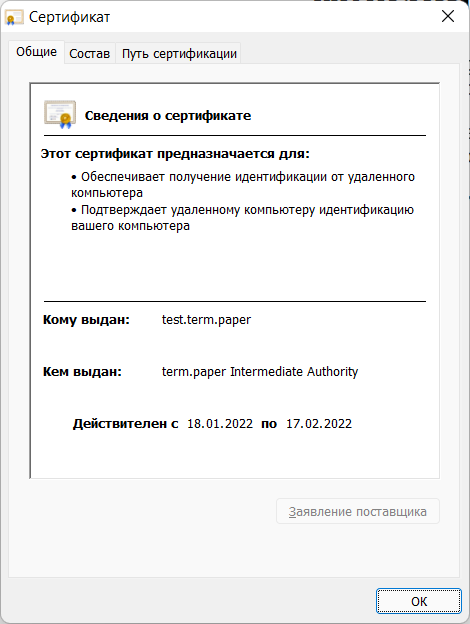 Сертификат
Общие Состав Путь сертификации
Сведения о сертификате
Этот сертификат предназначается для:
• Обеспечивает получение идентификации от удаленного
компьютера
• Подтверждает удаленному компьютеру идентификацию
вашего компьютера
Кому выдан: test.term.paper
Кем выдан: term.paper Intermediate Authority
Действителен с 18.01.2022 по 17.02.2022
Заявление поставщика
ОК